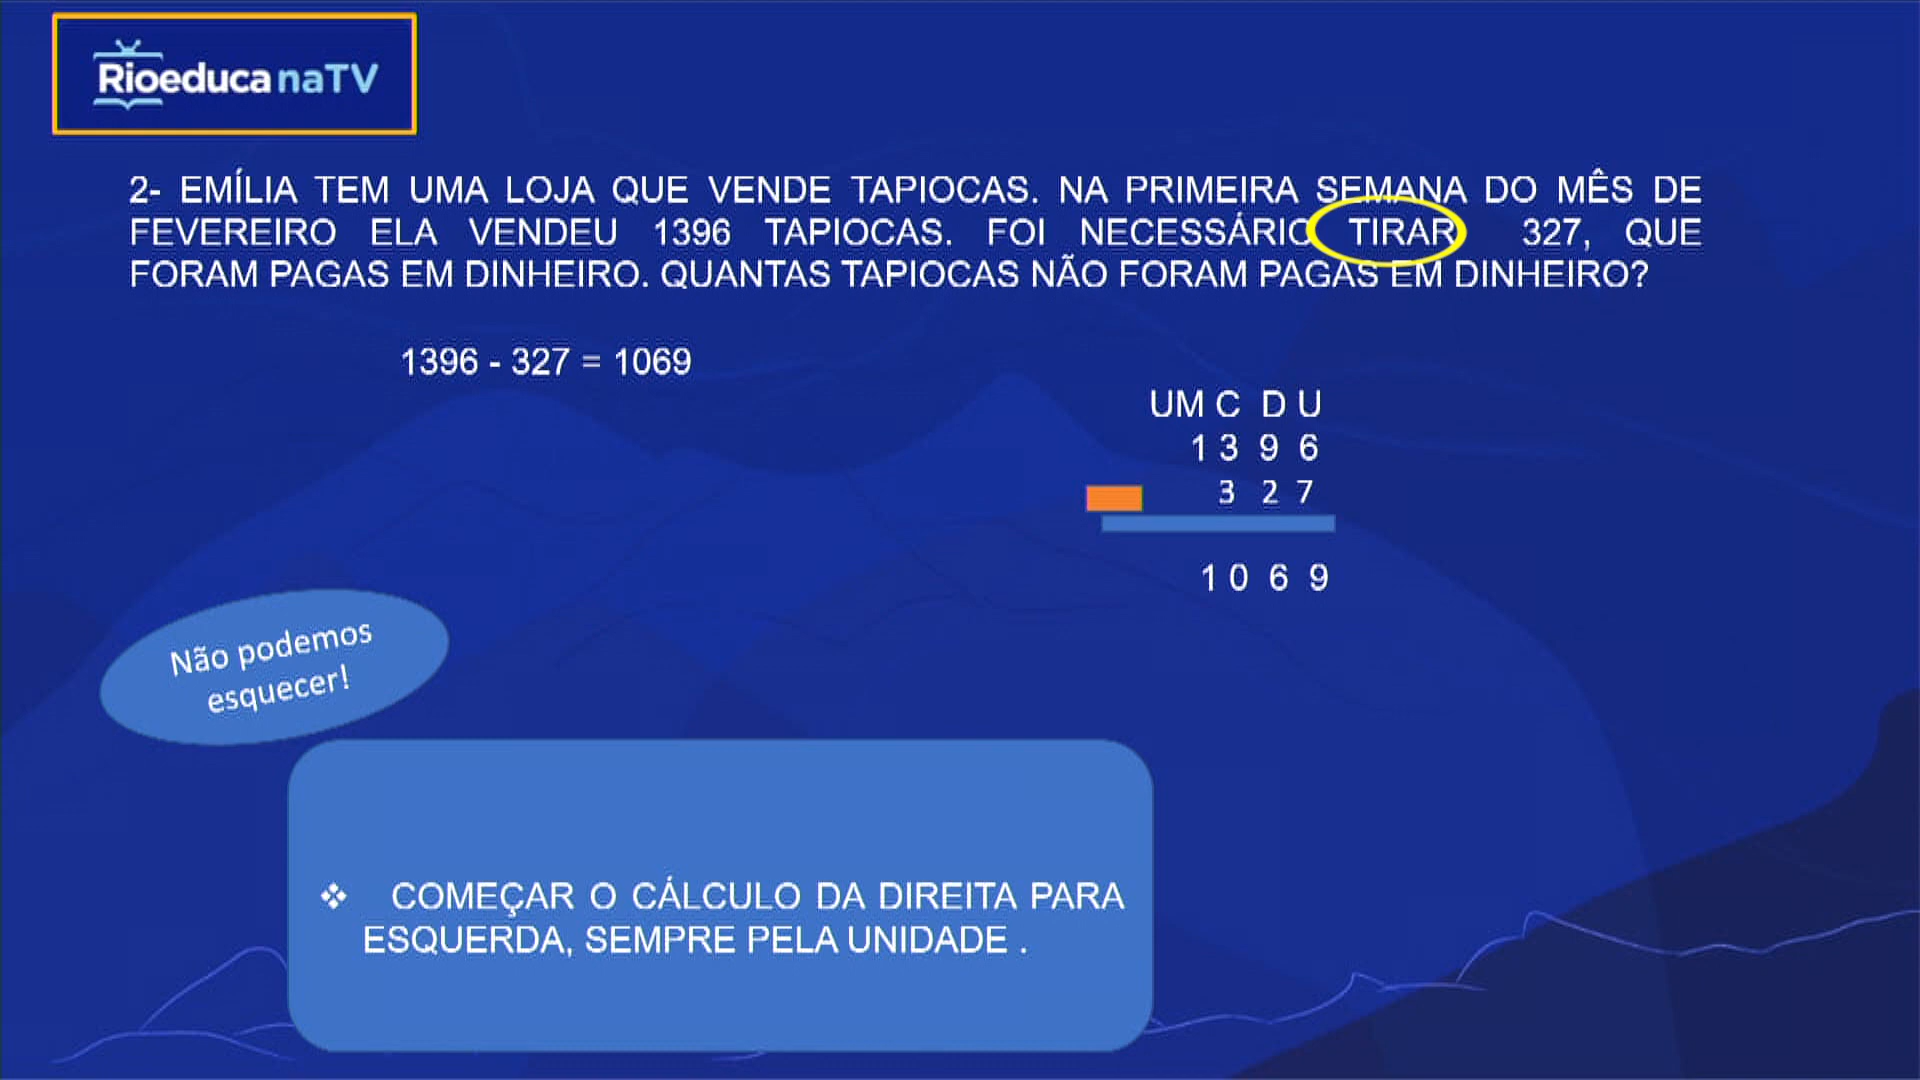 Rioeduca naTV
2- EMÍLIA TEM UMA LOJA QUE VENDE TAPIOCAS. NA PRIMEIRA SEMANA DO MÊS DE
FEVEREIRO ELA VENDEU 1396 TAPIOCAS. FOI NECESSÁRIO TIRAR 327, QUE
FORAM PAGAS EM DINHEIRO. QUANTAS TAPIOCAS NÃO FORAM PAGAS EM DINHEIRO?
1396 - 327 = 1069
UM C D U
1 3 9 6
3 2 7
1 0 6 9
Não podemos
esquecer!
❖ COMEÇAR O CÁLCULO DA DIREITA PARA
ESQUERDA, SEMPRE PELA UNIDADE .